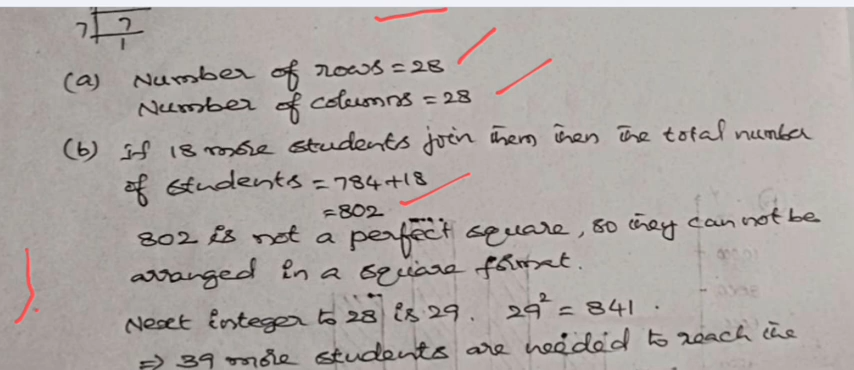 7 7
1
(a) Number of rows = 28
Number of columns = 28
(b) If 18 more students join them then the total number
of students = 784+18
=802
802 is not a perfect square, so they can not be
arranged in a square format.
Next integer to 28 is 29. 29² = 841.
⇒ 39 more students are needed to reach the